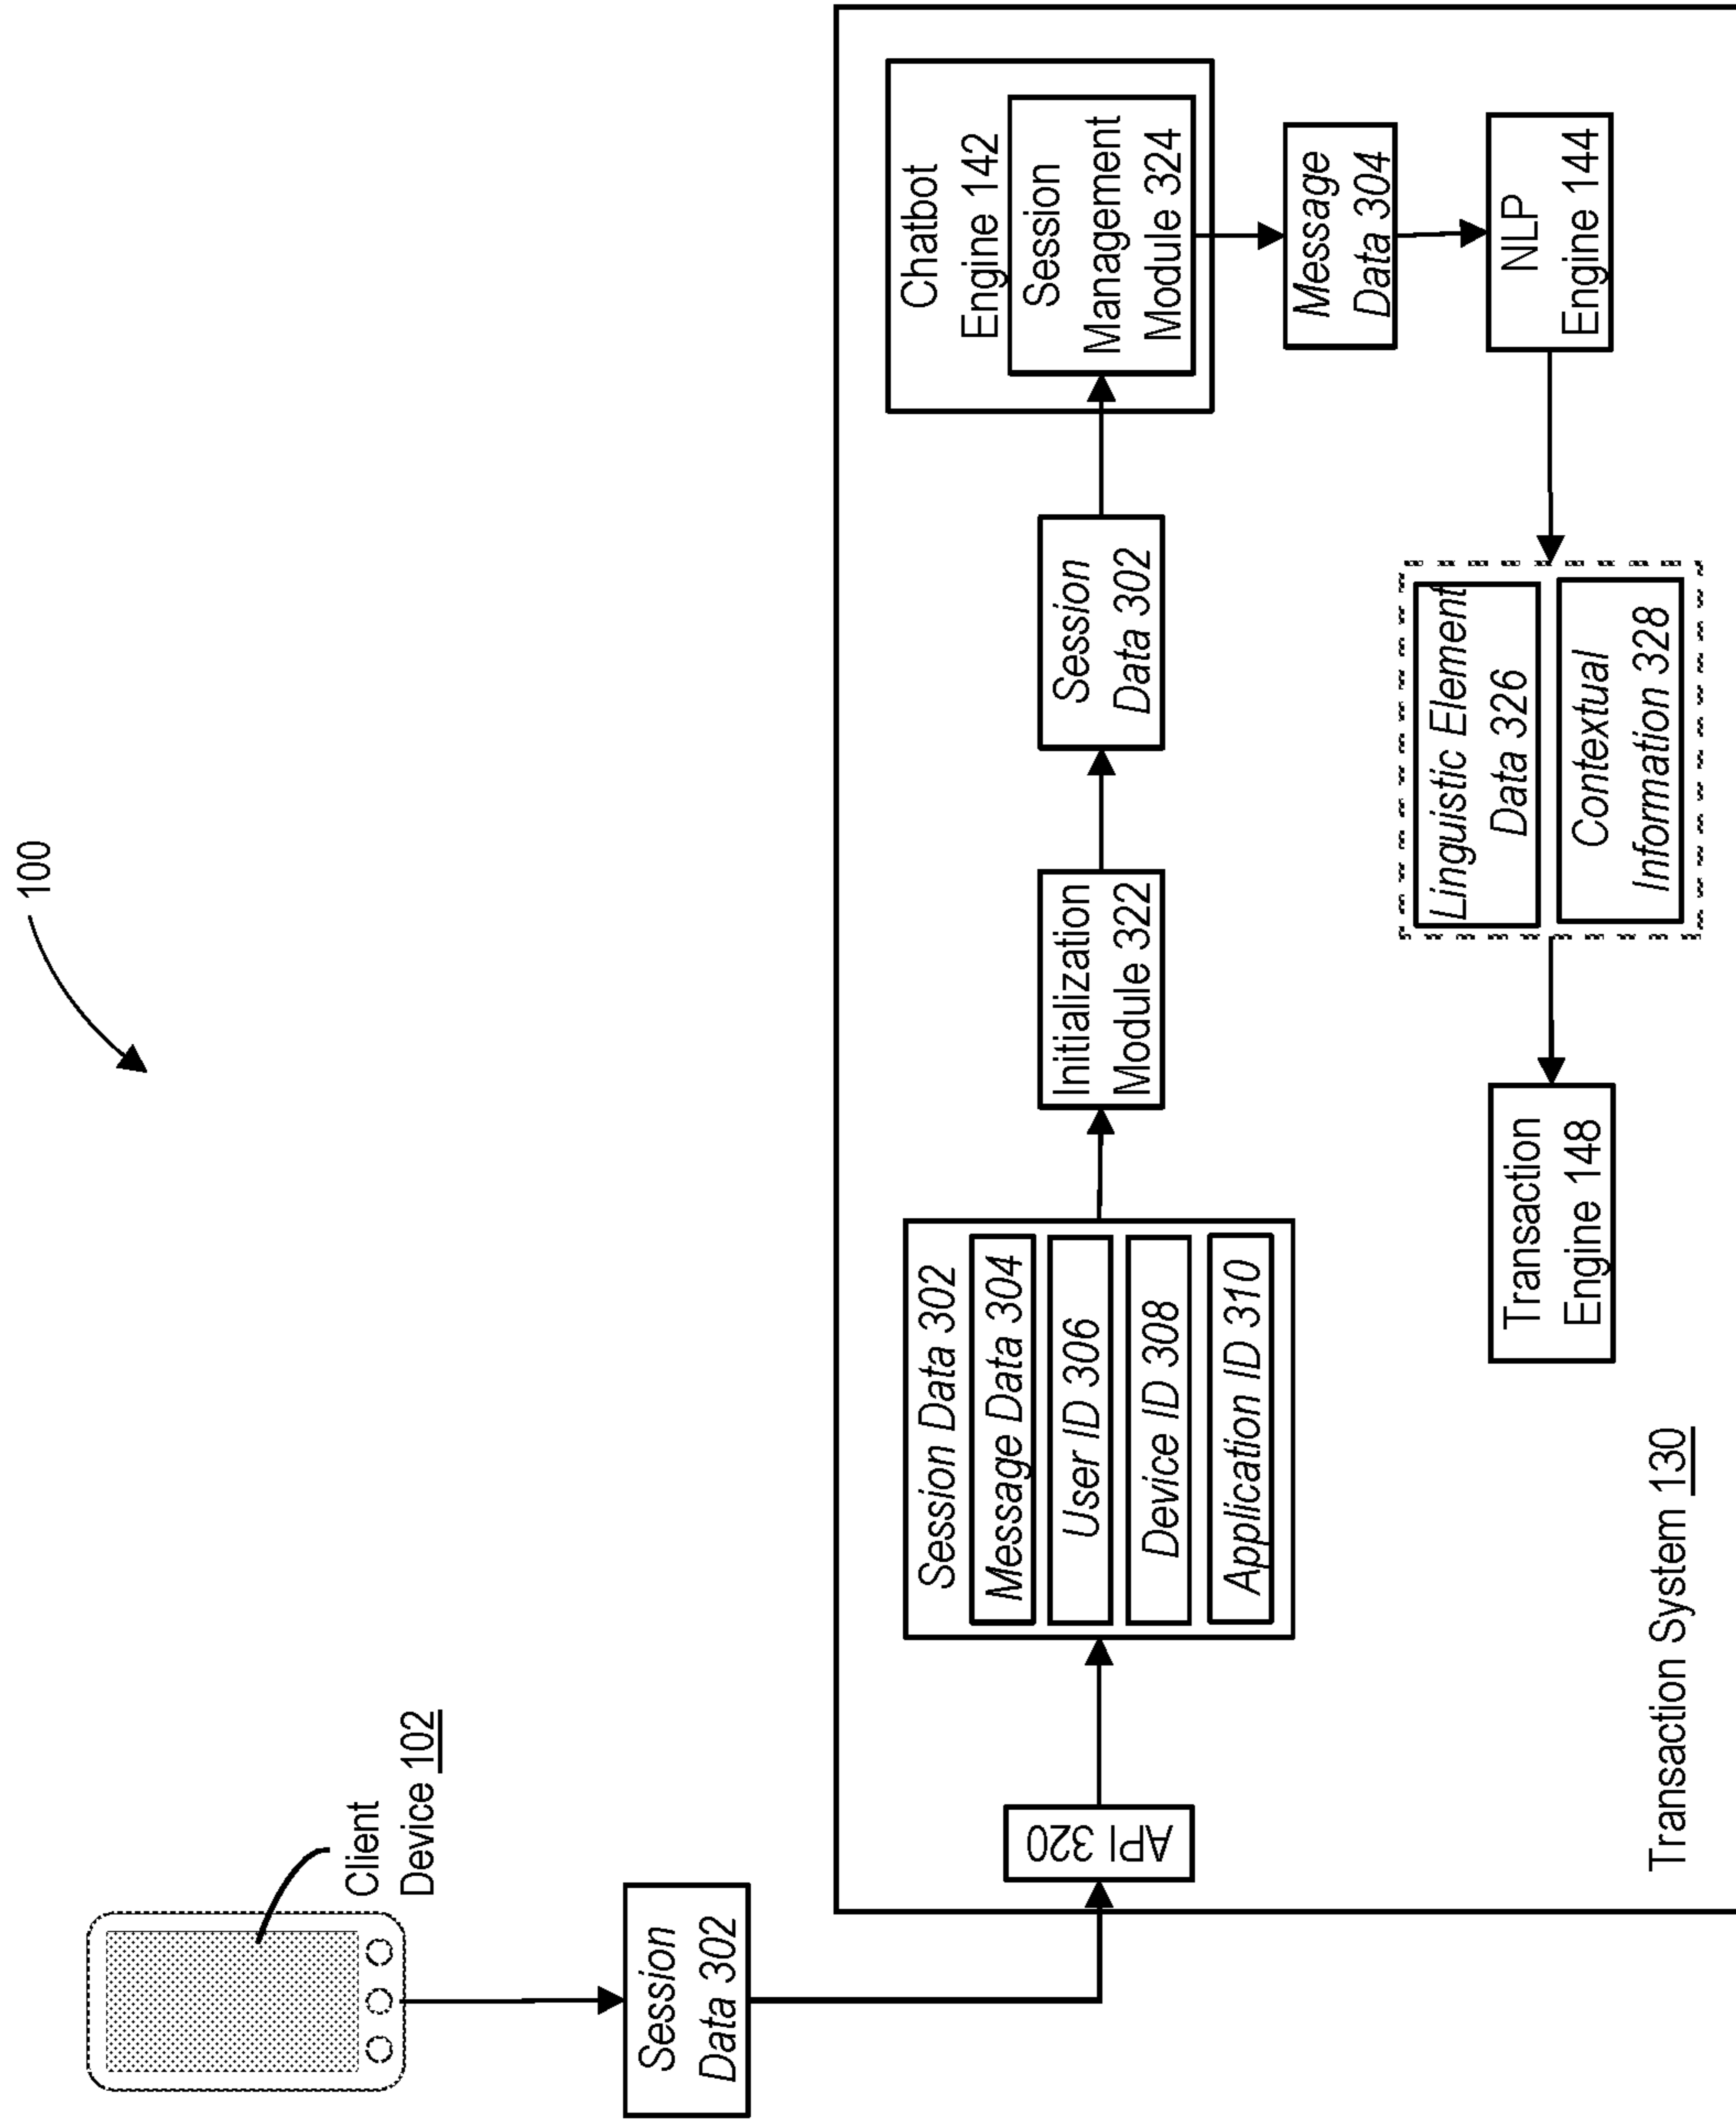 100
Client
Device 102
Session
Data 302
API 320
Session Data 302
Message Data 304
User ID 306
Device ID 308
Application ID 310
Initialization
Module 322
Session
Data 302
Chatbot
Engine 142
Session
Management
Module 324
Message
Data 304
NLP
Engine 144
Linguistic Element
Data 326
Contextual
Information 328
Transaction
Engine 148
Transaction System 130